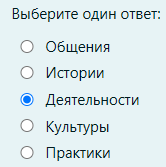 Выберите один ответ:
Общения
Истории
Деятельности
Культуры
Практики